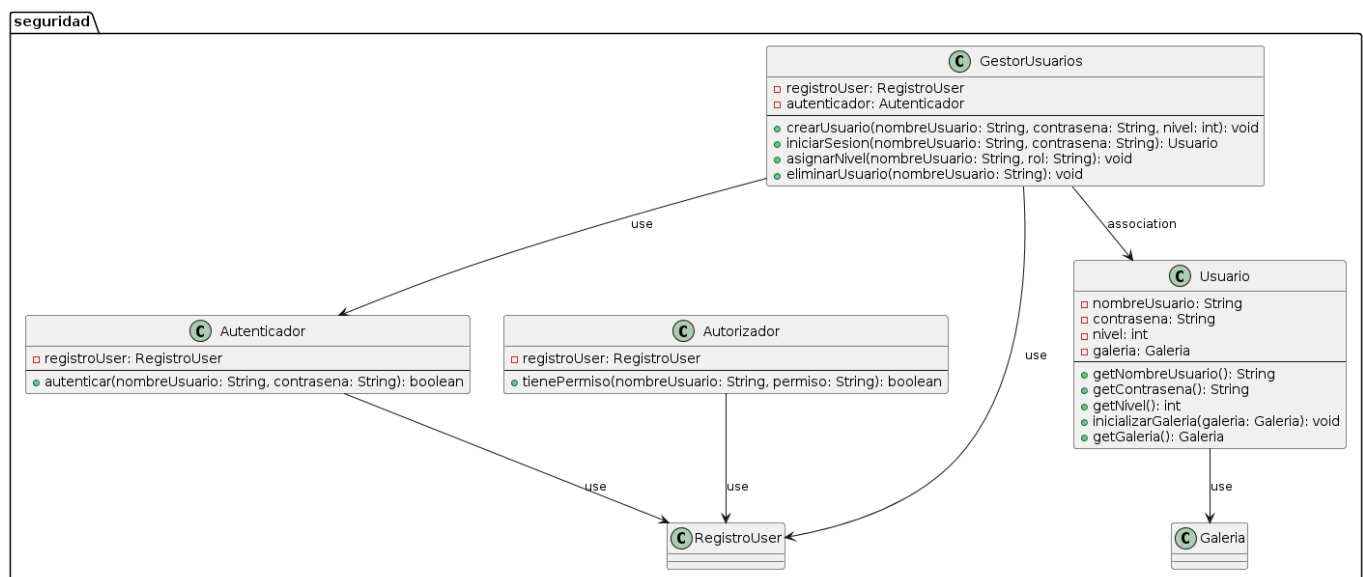 seguridad
C GestorUsuarios
registroUser: RegistroUser
autenticador: Autenticador
crearUsuario(nombreUsuario: String, contrasena: String, nivel: int): void
iniciarSesion(nombreUsuario: String, contrasena: String): Usuario
asignarNivel(nombreUsuario: String, rol: String): void
eliminarUsuario(nombreUsuario: String): void
use
association
C Usuario
nombreUsuario: String
contrasena: String
nivel: int
galeria: Galeria
getNombreUsuario(): String
getContrasena(): String
getNivel(): int
inicializarGaleria(galeria: Galeria): void
getGaleria(): Galeria
C Autenticador
registroUser: RegistroUser
autenticar(nombreUsuario: String, contrasena: String): boolean
C Autorizador
registroUser: RegistroUser
tienePermiso(nombreUsuario: String, permiso: String): boolean
use
use
use
use
C RegistroUser
C Galeria